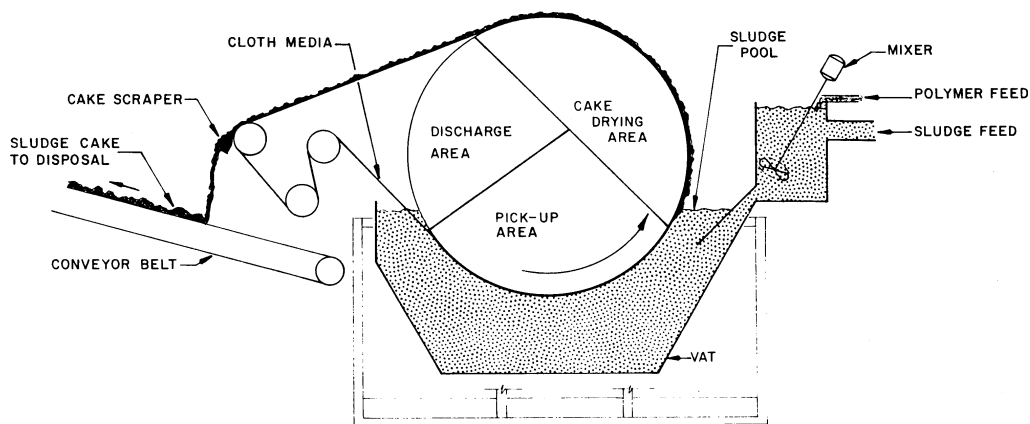 CLOTH MEDIA
SLUDGE
POOL
MIXER
CAKE SCRAPER
POLYMER FEED
SLUDGE CAKE
TO DISPOSAL
DISCHARGE
AREA
CAKE
DRYING
AREA
SLUDGE FEED
PICK-UP
AREA
CONVEYOR BELT
VAT